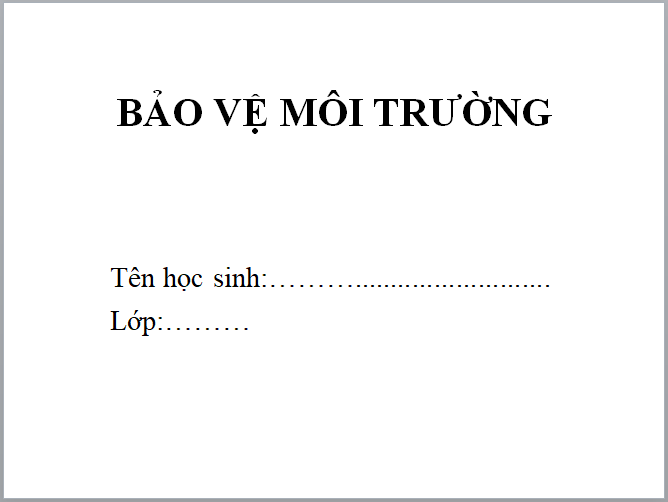 BẢO VỆ MÔI TRƯỜNG
Tên học sinh:………...........................
Lớp:………